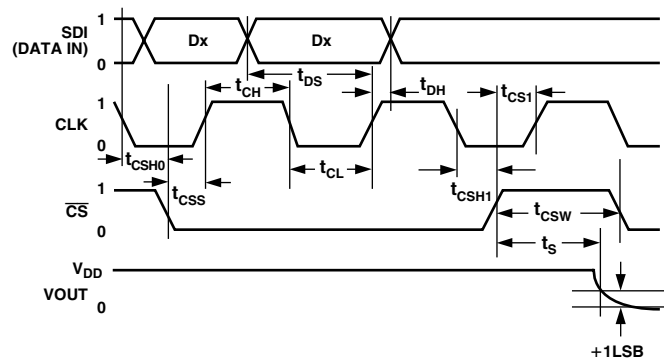 SDI
(DATA IN)
1
0
Dx
Dx
tCH
tDS
tDH
tCS1
CLK
1
0
tCSH0
tCSS
tCL
tCSH1
CS
1
0
tCSW
tS
VDD
VOUT
0
+1LSB